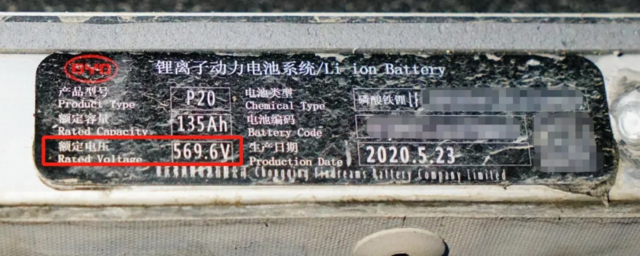 BYD 锂离子动力电池系统/Li-ion Battery
产品型号 P20 电池类型 磷酸铁锂
Product Type Chemical Type
额定容量 135Ah 电池编码
Rated Capacity Battery Code
额定电压 569.6V 生产日期 2020.5.23
Rated Voltage Production Date
Battery Company Limited